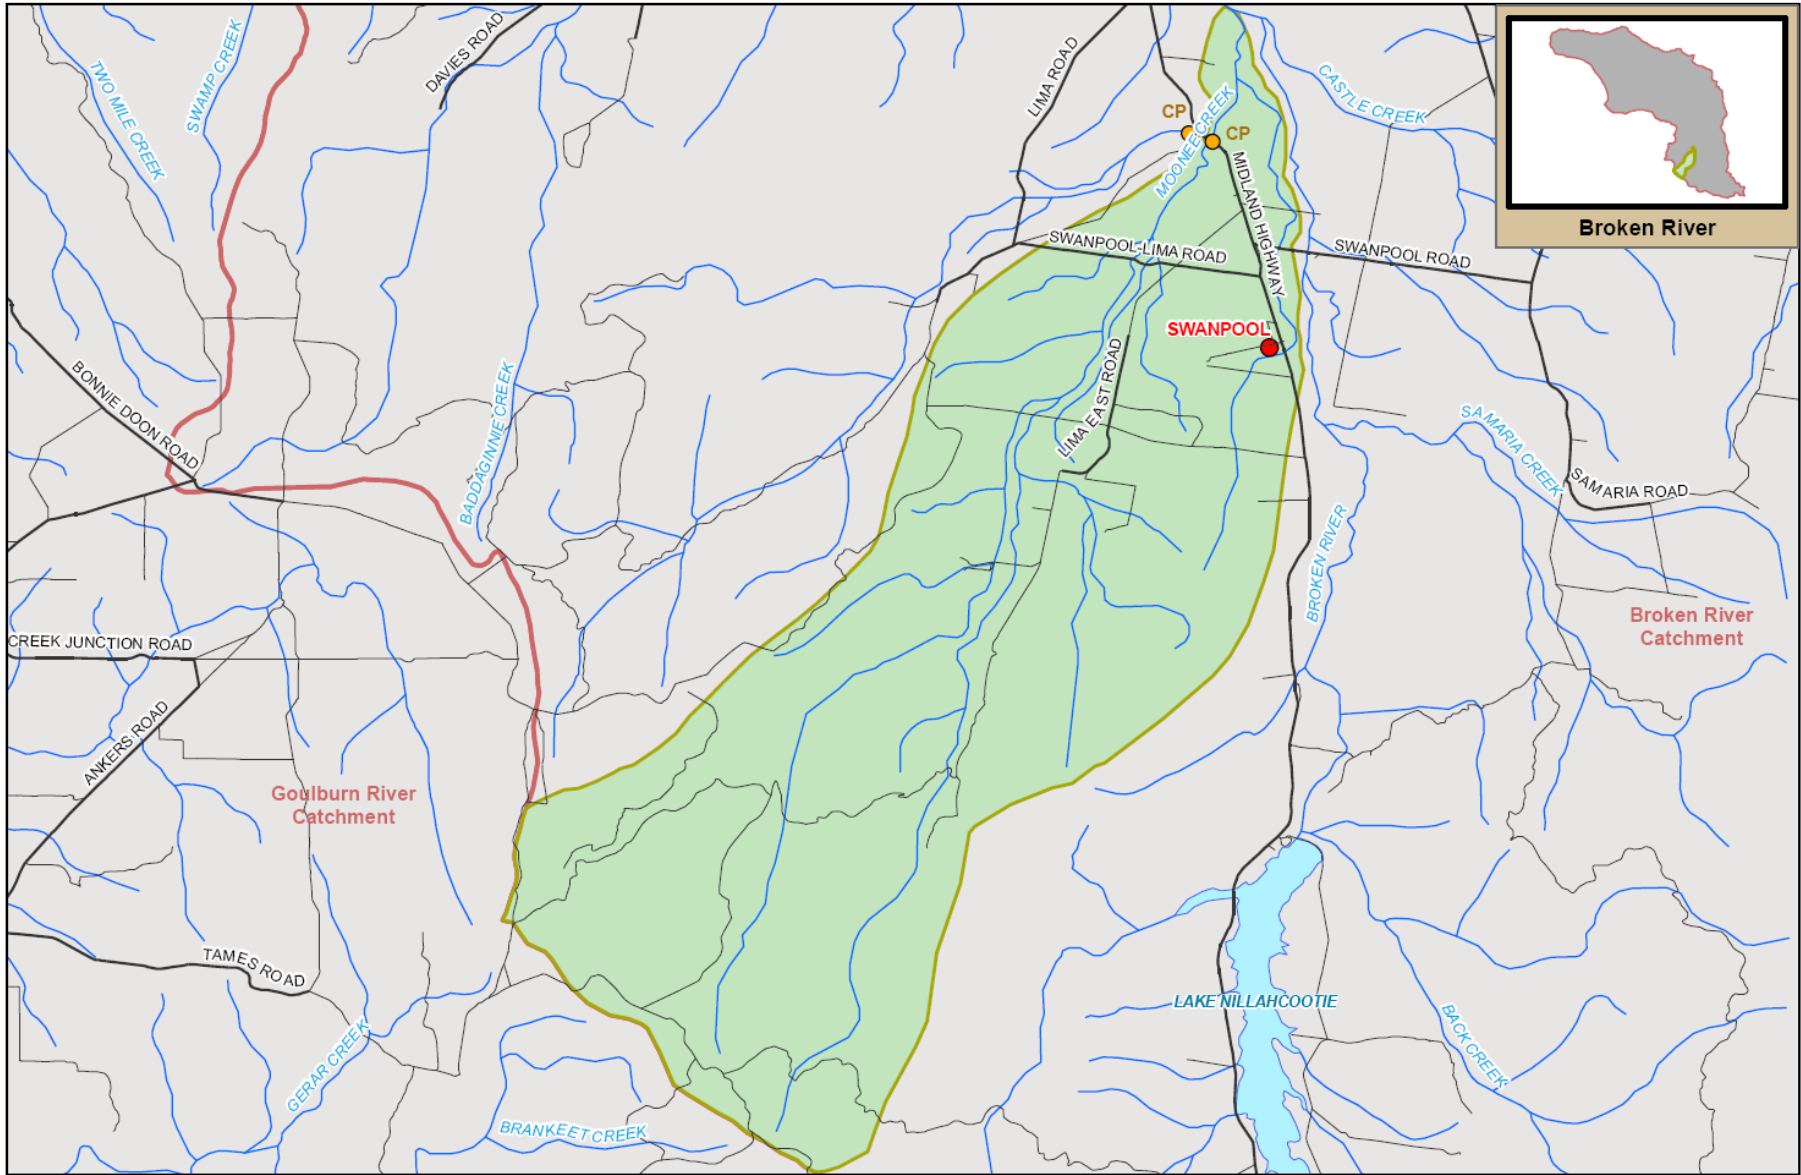 TWO MILE CREEK
SWAMP CREEK
DAVIES ROAD
LIMA ROAD
CASTLE CREEK
CP
CP
MOONEE CREEK
MIDLAND HIGHWAY
Broken River
SWANPOOL-LIMA ROAD
SWANPOOL ROAD
SWANPOOL
BONNIE DOON ROAD
BADDAGINNIE CREEK
LIMA EAST ROAD
SAMARIA CREEK
SAMARIA ROAD
BROKEN RIVER
Broken River
Catchment
CREEK JUNCTION ROAD
ANKERS ROAD
Goulburn River
Catchment
TAMES ROAD
LAKE NILLAHCOOTIE
GERAR CREEK
BACK CREEK
BRANKEET CREEK